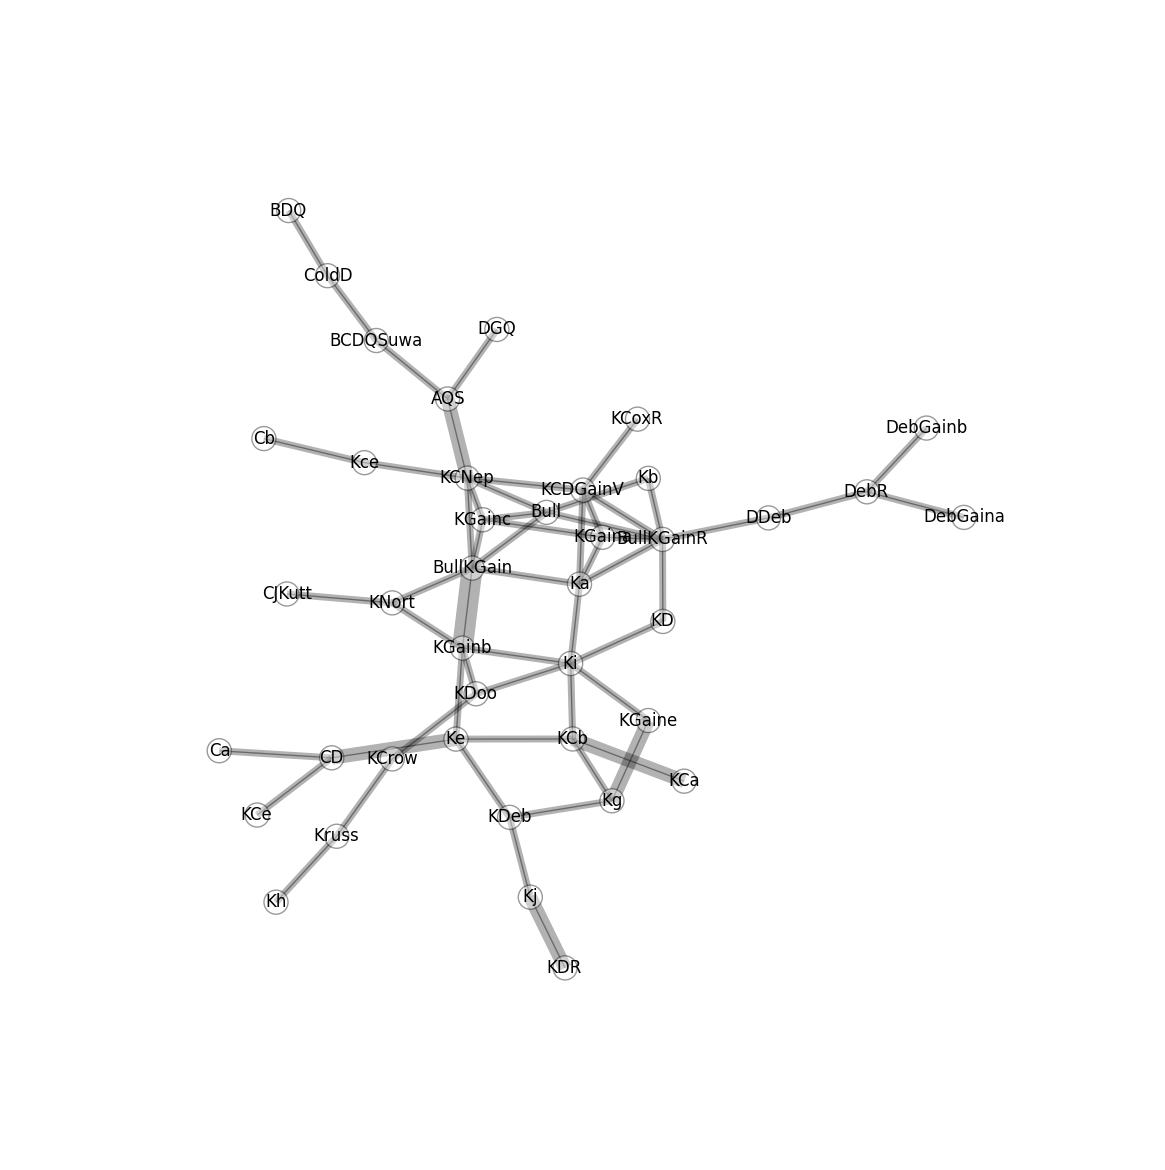 BDQ
ColdD
DGQ
BCDQSuwa
AQS
KCoxR
DebGainb
Cb
Kce
KCNep
Kb
KCDGainV
DebR
Bull
KGainc
DDeb
DebGaina
KGaina
BullKGainR
BullKGain
Ka
CJKutt
KNort
KD
KGainb
Ki
KDoo
KGaine
Ke
KCb
Ca
CD
KCrow
KCa
Kg
KCe
KDeb
Kruss
Kj
Kh
KDR